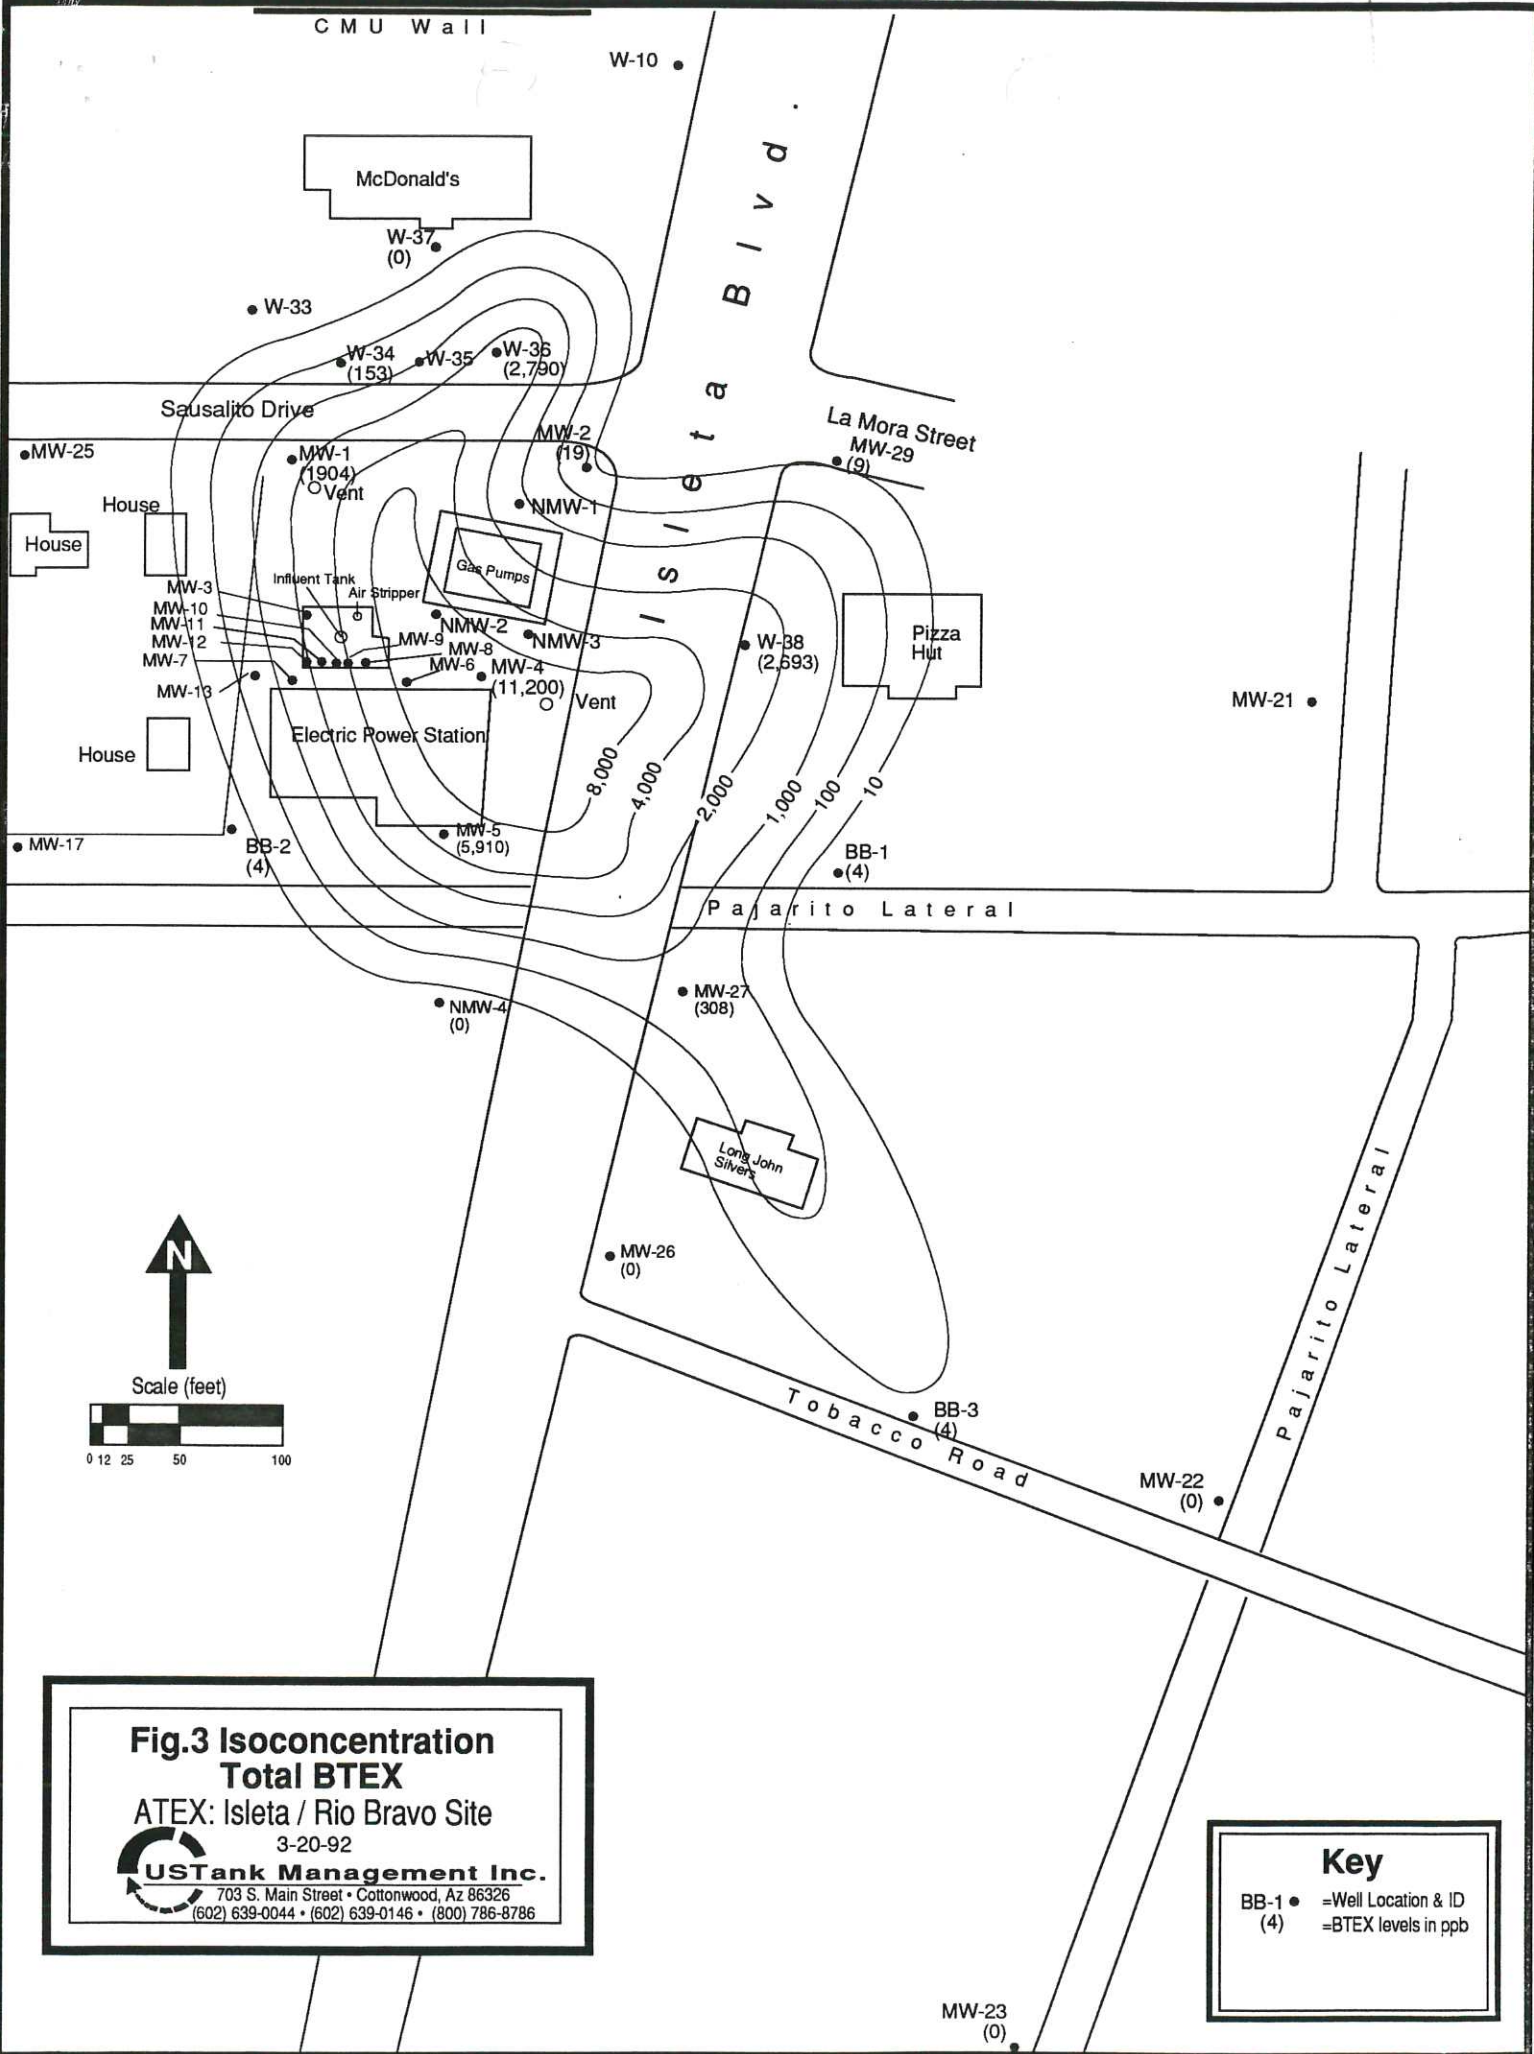 CMU Wall
W-10
Isleta Blvd.
McDonald's
W-37
(0)
W-33
W-34
(153)
W-35
W-36
(2,790)
Sausalito Drive
La Mora Street
MW-25
MW-1
(1904)
Vent
MW-2
(19)
MW-29
(9)
House
House
NMW-1
Gas Pumps
Influent Tank
Air Stripper
MW-3
MW-10
MW-11
MW-12
MW-7
MW-13
NMW-2
NMW-3
MW-9
MW-8
MW-6
MW-4
(11,200)
Vent
W-38
(2,693)
Pizza
Hut
MW-21
House
Electric Power Station
8,000
4,000
2,000
1,000
100
10
MW-17
BB-2
(4)
MW-5
(5,910)
BB-1
(4)
Pajarito Lateral
NMW-4
(0)
MW-27
(308)
Long John
Silvers
Pajarito Lateral
MW-26
(0)
N
Scale (feet)
0 12 25 50 100
Tobacco Road
BB-3
(4)
MW-22
(0)
Fig.3 Isoconcentration
Total BTEX
ATEX: Isleta / Rio Bravo Site
3-20-92
USTank Management Inc.
703 S. Main Street • Cottonwood, Az 86326
(602) 639-0044 • (602) 639-0146 • (800) 786-8786
Key
BB-1 =Well Location & ID
(4) =BTEX levels in ppb
MW-23
(0)